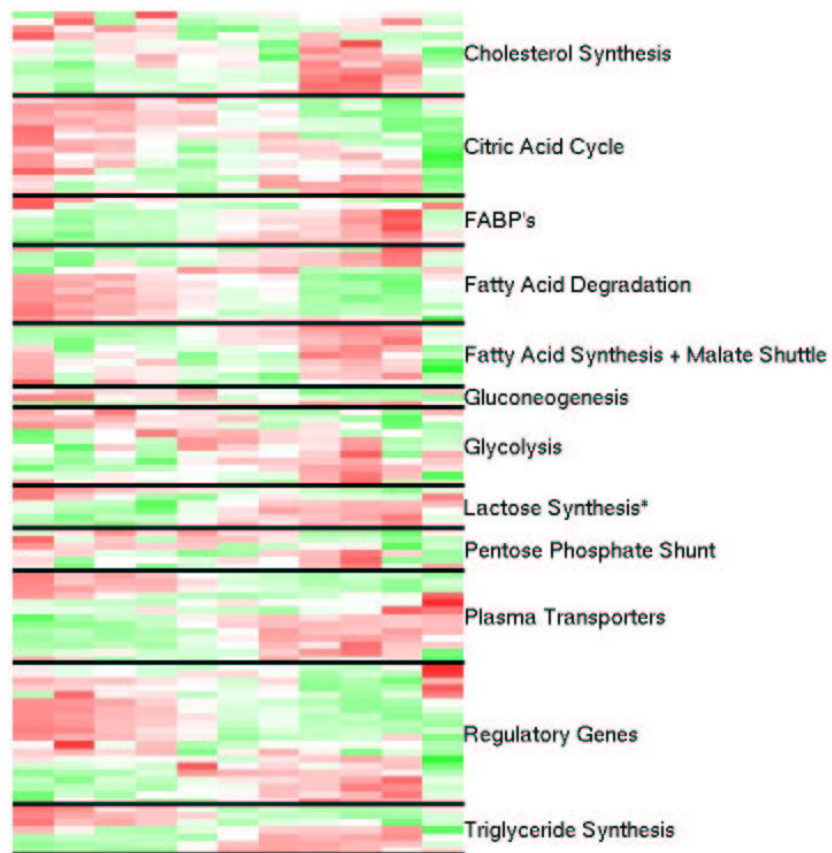 Cholesterol Synthesis
Citric Acid Cycle
FABP's
Fatty Acid Degradation
Fatty Acid Synthesis + Malate Shuttle
Gluconeogenesis
Glycolysis
Lactose Synthesis*
Pentose Phosphate Shunt
Plasma Transporters
Regulatory Genes
Triglyceride Synthesis